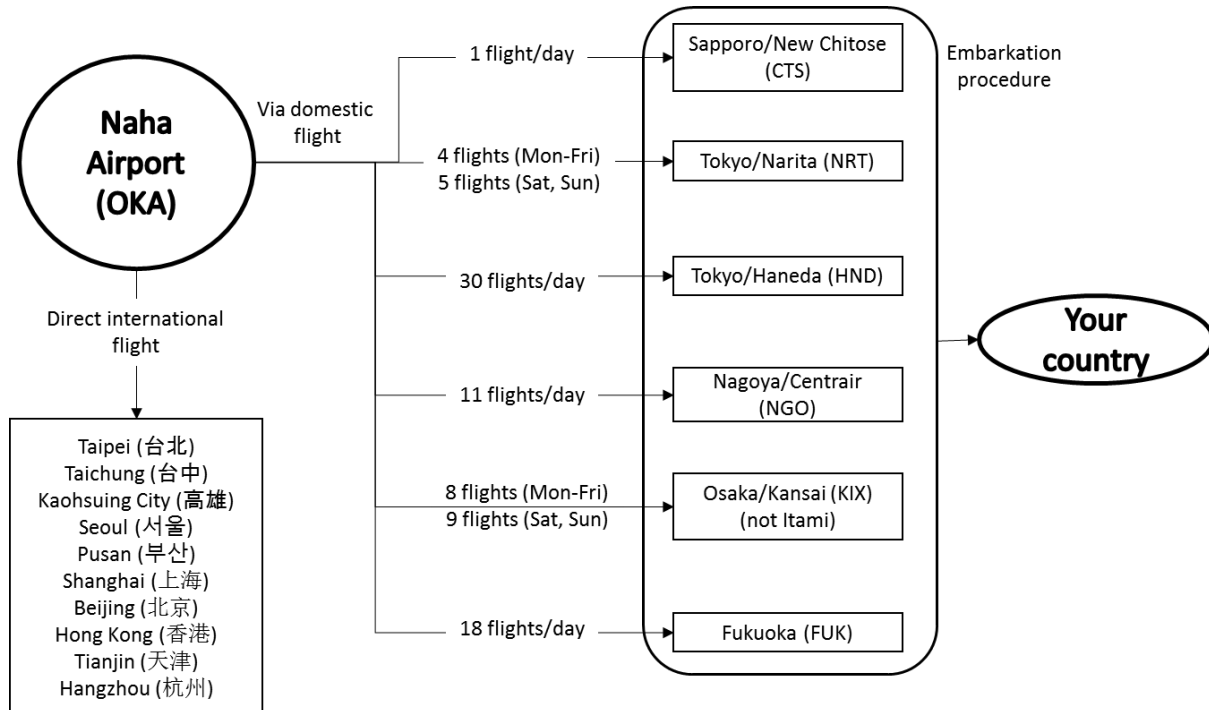 Naha
Airport
(OKA)
Via domestic
flight
1 flight/day
Sapporo/New Chitose
(CTS)
Embarkation
procedure
4 flights (Mon-Fri)
5 flights (Sat, Sun)
Tokyo/Narita (NRT)
30 flights/day
Tokyo/Haneda (HND)
11 flights/day
Nagoya/Centrair
(NGO)
8 flights (Mon-Fri)
9 flights (Sat, Sun)
Osaka/Kansai (KIX)
(not Itami)
18 flights/day
Fukuoka (FUK)
Your
country
Direct international
flight
Taipei (台北)
Taichung (台中)
Kaohsuing City (高雄)
Seoul (서울)
Pusan (부산)
Shanghai (上海)
Beijing (北京)
Hong Kong (香港)
Tianjin (天津)
Hangzhou (杭州)